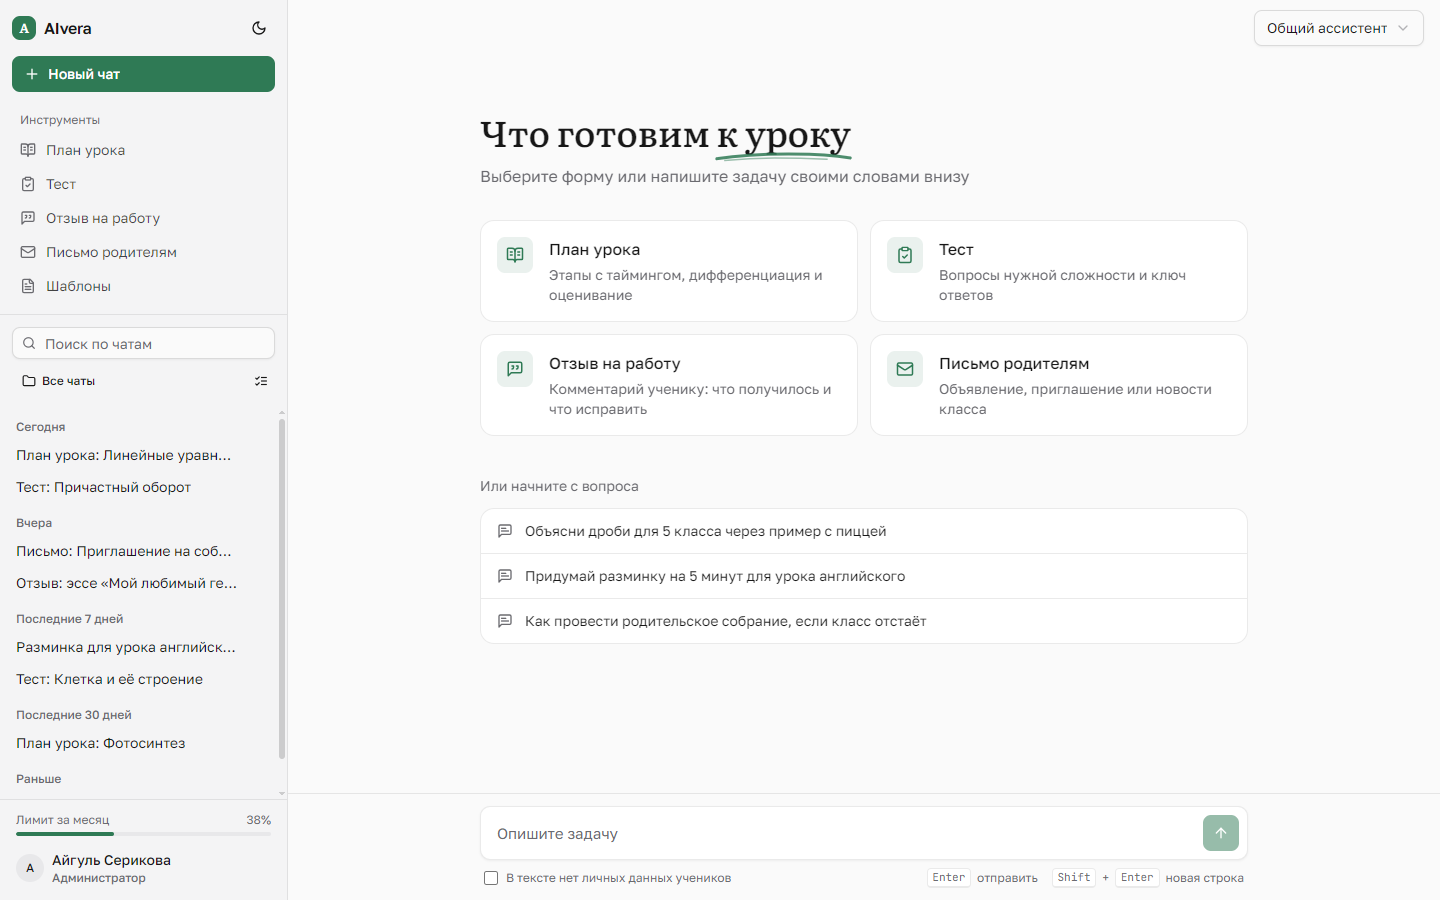 A AIvera
Общий ассистент
Новый чат
Инструменты
План урока
Тест
Отзыв на работу
Письмо родителям
Шаблоны
Поиск по чатам
Все чаты
Сегодня
План урока: Линейные уравн...
Тест: Причастный оборот
Вчера
Письмо: Приглашение на соб...
Отзыв: эссе «Мой любимый ге...
Последние 7 дней
Разминка для урока английск...
Тест: Клетка и её строение
Последние 30 дней
План урока: Фотосинтез
Раньше
Лимит за месяц 38%
А Айгуль Серикова
Администратор
Что готовим к уроку
Выберите форму или напишите задачу своими словами внизу
План урока
Этапы с таймингом, дифференциация и
оценивание
Тест
Вопросы нужной сложности и ключ
ответов
Отзыв на работу
Комментарий ученику: что получилось и
что исправить
Письмо родителям
Объявление, приглашение или новости
класса
Или начните с вопроса
Объясни дроби для 5 класса через пример с пиццей
Придумай разминку на 5 минут для урока английского
Как провести родительское собрание, если класс отстаёт
Опишите задачу
В тексте нет личных данных учеников
Enter отправить Shift + Enter новая строка